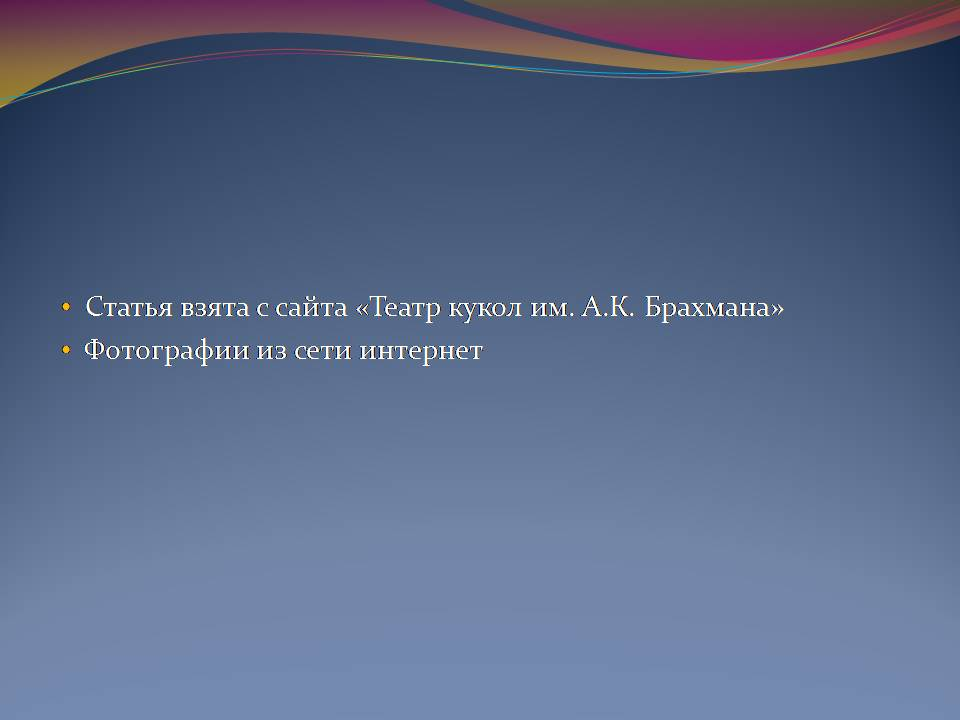 • Статья взята с сайта «Театр кукол им. А.К. Брахмана»
• Фотографии из сети интернет